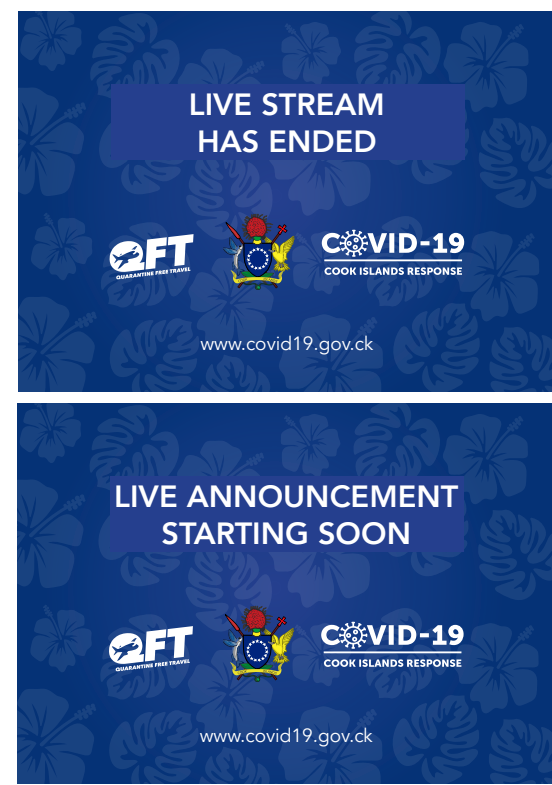 LIVE STREAM
HAS ENDED
QFT
QUARANTINE FREE TRAVEL
COVID-19
COOK ISLANDS RESPONSE
www.covid19.gov.ck
LIVE ANNOUNCEMENT
STARTING SOON
QFT
QUARANTINE FREE TRAVEL
COVID-19
COOK ISLANDS RESPONSE
www.covid19.gov.ck